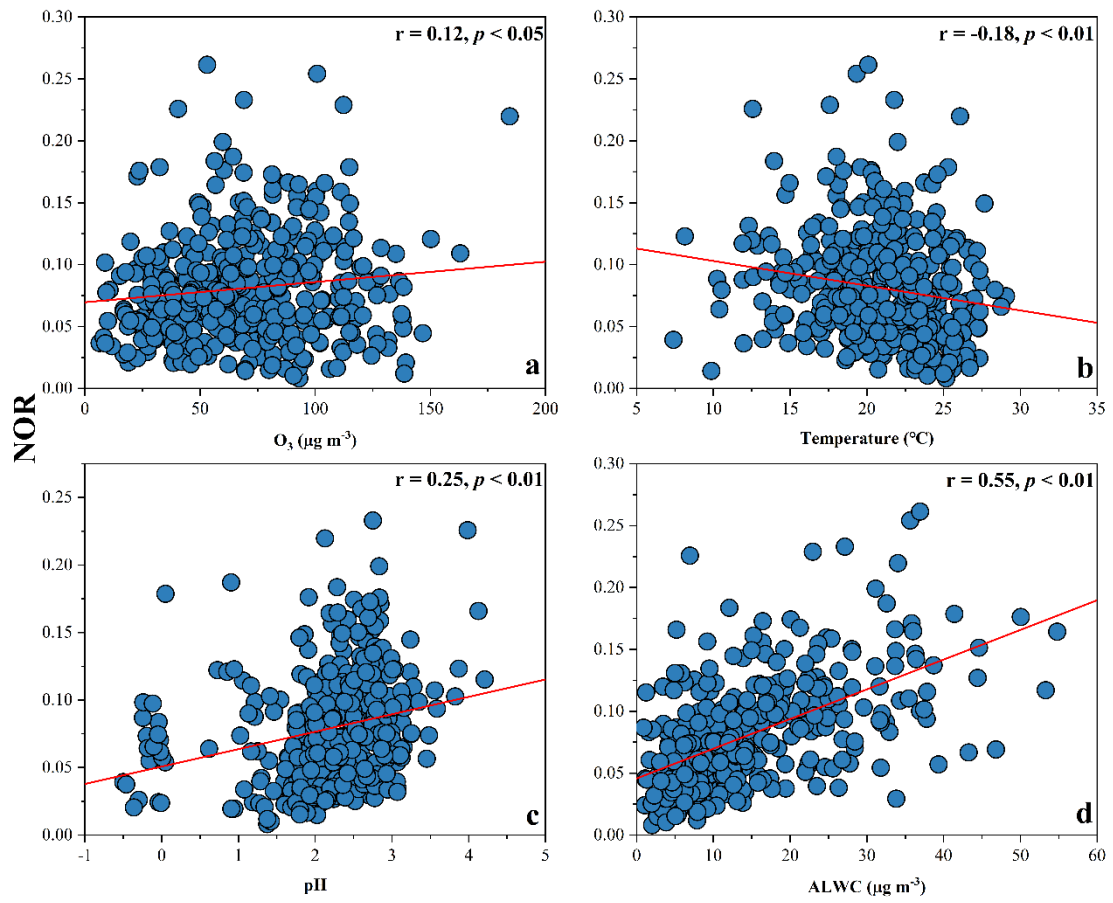 r = 0.12, p < 0.05
0.30
0.25
0.20
0.15
0.10
0.05
0.00
a
0 50 100 150 200
O₃ (μg m⁻³)
r = -0.18, p < 0.01
0.30
0.25
0.20
0.15
0.10
0.05
0.00
b
5 10 15 20 25 30 35
Temperature (°C)
NOR
r = 0.25, p < 0.01
0.25
0.20
0.15
0.10
0.05
0.00
c
-1 0 1 2 3 4 5
pH
r = 0.55, p < 0.01
0.30
0.25
0.20
0.15
0.10
0.05
0.00
d
0 10 20 30 40 50 60
ALWC (μg m⁻³)